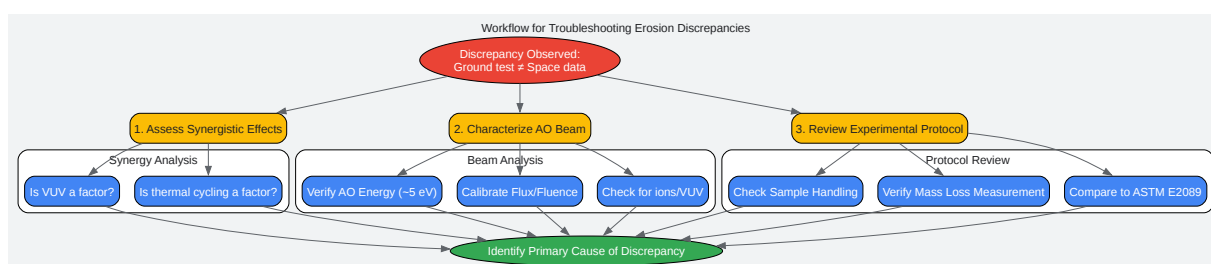 Workflow for Troubleshooting Erosion Discrepancies
Discrepancy Observed:
Ground test ≠ Space data
1. Assess Synergistic Effects
2. Characterize AO Beam
3. Review Experimental Protocol
Synergy Analysis
Beam Analysis
Protocol Review
Is VUV a factor?
Is thermal cycling a factor?
Verify AO Energy (~5 eV)
Calibrate Flux/Fluence
Check for ions/VUV
Check Sample Handling
Verify Mass Loss Measurement
Compare to ASTM E2089
Identify Primary Cause of Discrepancy